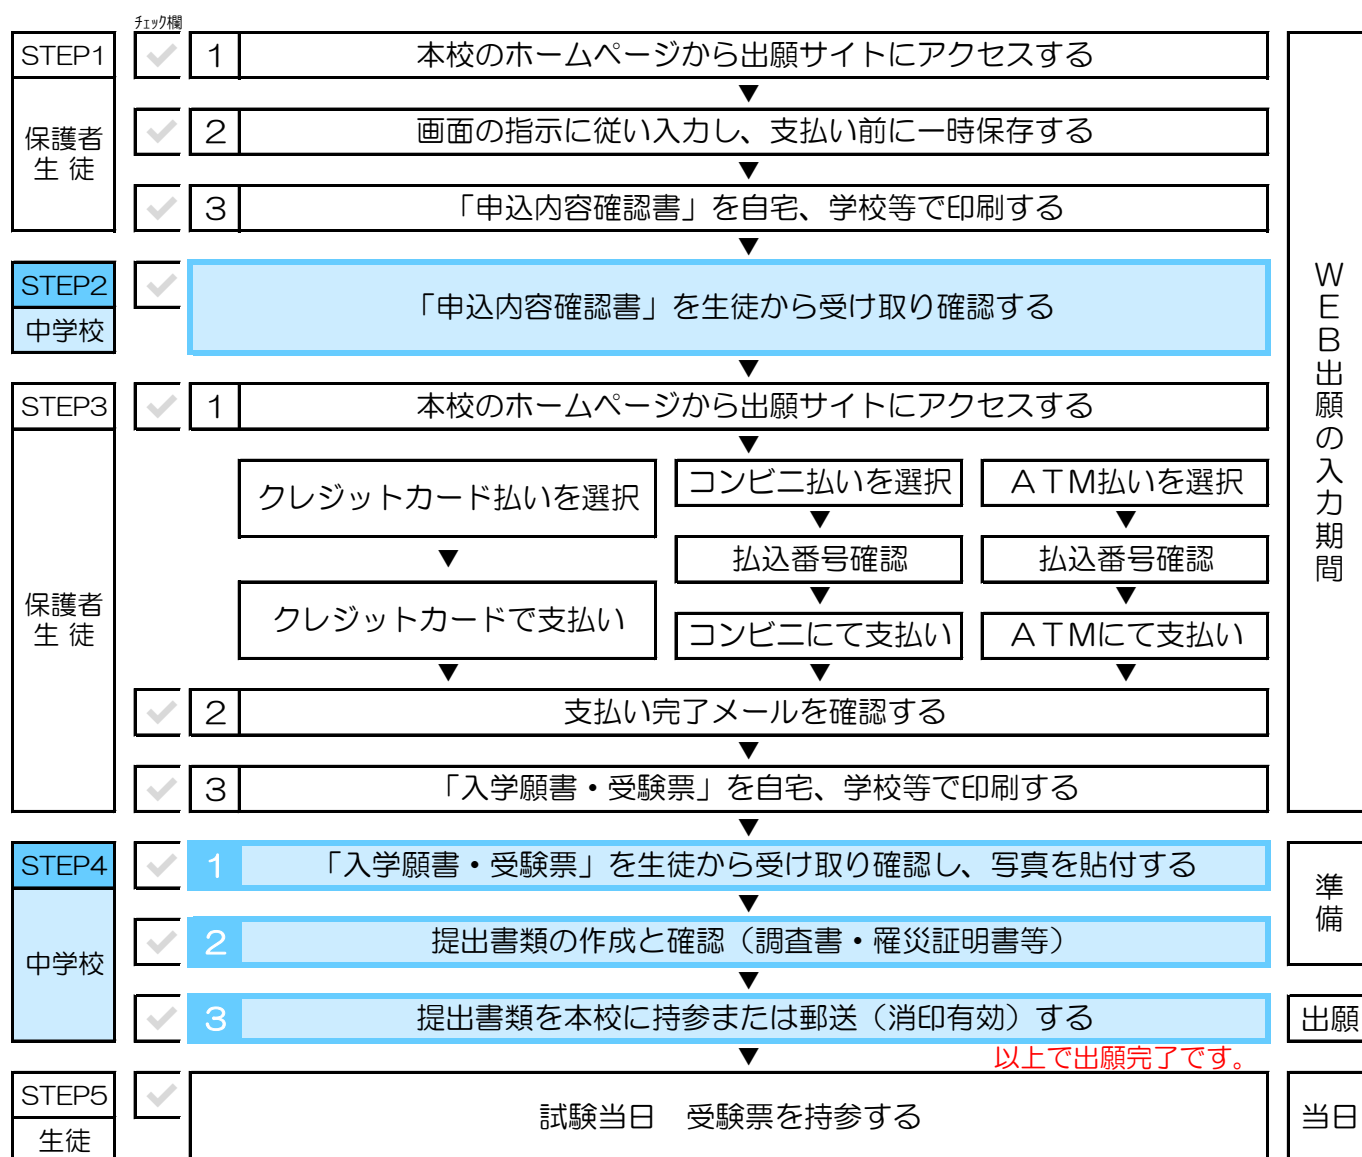 チェック欄
STEP1
1
本校のホームページから出願サイトにアクセスする
▼
保護者
生 徒
2
画面の指示に従い入力し、支払い前に一時保存する
▼
3
「申込内容確認書」を自宅、学校等で印刷する
▼
STEP2
中学校
「申込内容確認書」を生徒から受け取り確認する
▼
STEP3
1
本校のホームページから出願サイトにアクセスする
▼
保護者
生 徒
クレジットカード払いを選択
▼
クレジットカードで支払い
▼
コンビニ払いを選択
▼
払込番号確認
▼
コンビニにて支払い
▼
ATM払いを選択
▼
払込番号確認
▼
ATMにて支払い
▼
2
支払い完了メールを確認する
▼
3
「入学願書・受験票」を自宅、学校等で印刷する
▼
WEB出願の入力期間
STEP4
中学校
1
「入学願書・受験票」を生徒から受け取り確認し、写真を貼付する
▼
2
提出書類の作成と確認（調査書・罹災証明書等）
▼
準備
3
提出書類を本校に持参または郵送（消印有効）する
出願
▼
以上で出願完了です。
STEP5
生徒
試験当日　受験票を持参する
当日